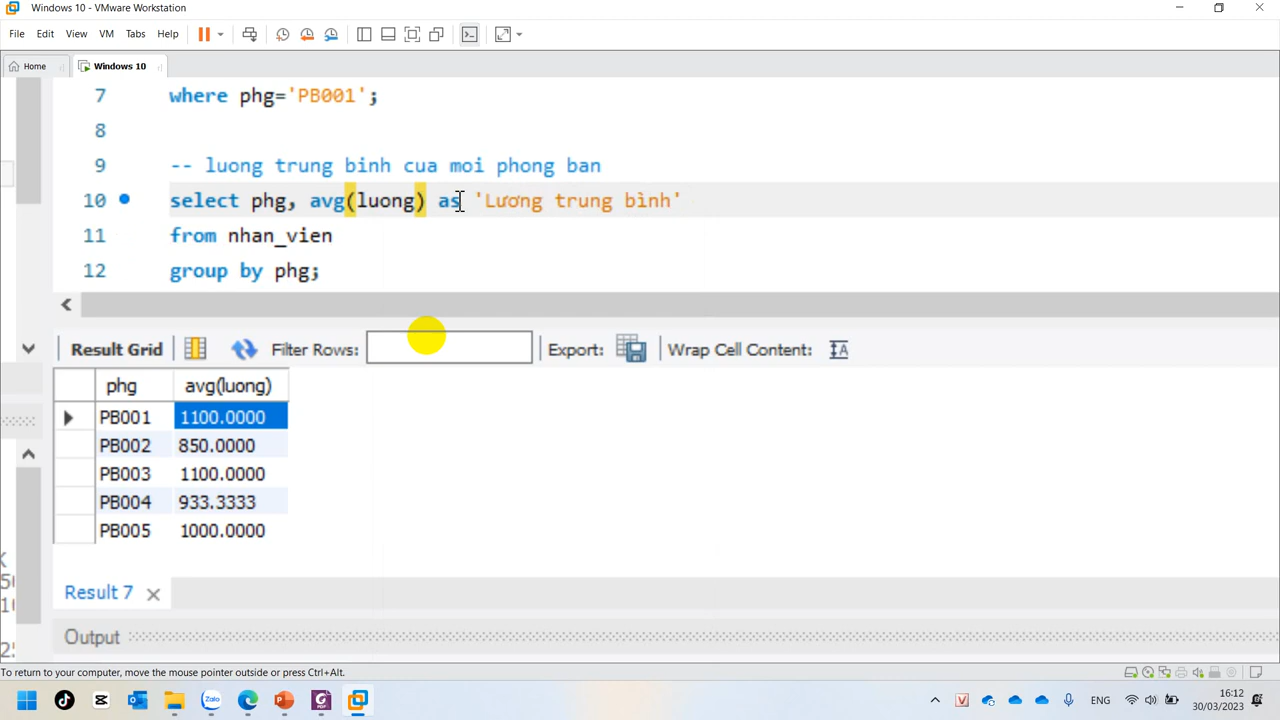 Windows 10 - VMware Workstation
File Edit View VM Tabs Help
Home Windows 10
7 where phg='PB001';
8
9 -- luong trung binh cua moi phong ban
10 select phg, avg(luong) as 'Lương trung bình'
11 from nhan_vien
12 group by phg;
Result Grid Filter Rows: Export: Wrap Cell Content:
phg avg(luong)
PB001 1100.0000
PB002 850.0000
PB003 1100.0000
PB004 933.3333
PB005 1000.0000
Result 7
Output
To return to your computer, move the mouse pointer outside or press Ctrl+Alt.
Zalo
ENG
16:12
30/03/2023